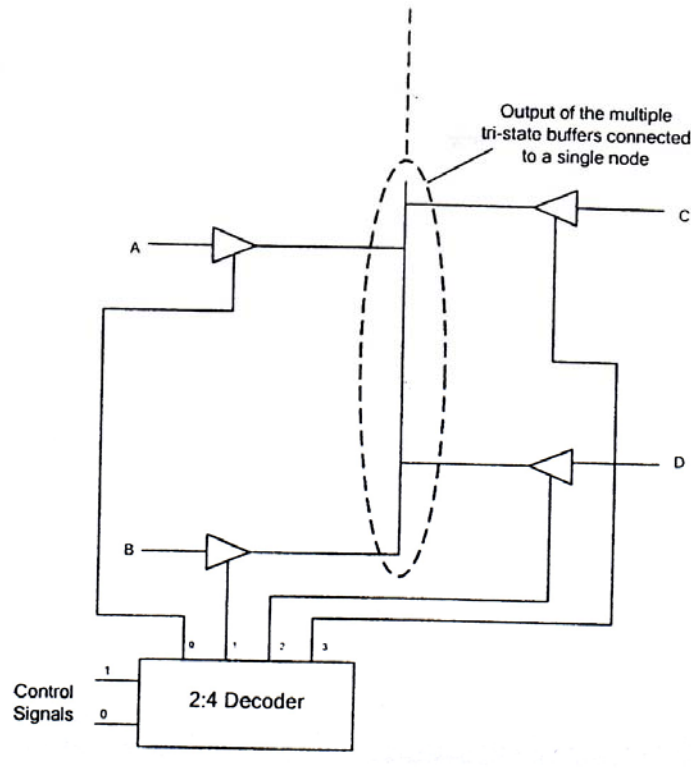 Output of the multiple
tri-state buffers connected
to a single node
C
A
D
B
0 1 2 3
1
Control
Signals
0
2:4 Decoder